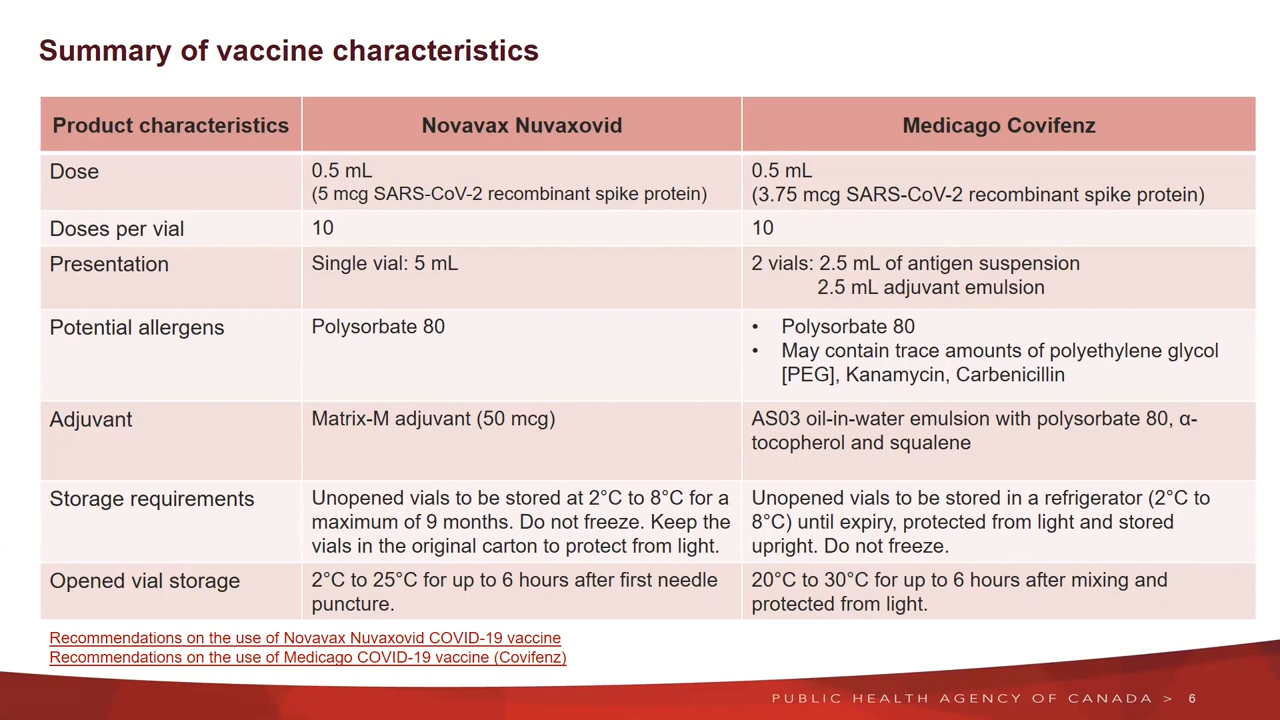 Summary of vaccine characteristics
Product characteristics
Novavax Nuvaxovid
Medicago Covifenz
Dose
0.5 mL
(5 mcg SARS-CoV-2 recombinant spike protein)
0.5 mL
(3.75 mcg SARS-CoV-2 recombinant spike protein)
Doses per vial
10
10
Presentation
Single vial: 5 mL
2 vials: 2.5 mL of antigen suspension
2.5 mL adjuvant emulsion
Potential allergens
Polysorbate 80
• Polysorbate 80
• May contain trace amounts of polyethylene glycol
[PEG], Kanamycin, Carbenicillin
Adjuvant
Matrix-M adjuvant (50 mcg)
AS03 oil-in-water emulsion with polysorbate 80, α-
tocopherol and squalene
Storage requirements
Unopened vials to be stored at 2°C to 8°C for a
maximum of 9 months. Do not freeze. Keep the
vials in the original carton to protect from light.
Unopened vials to be stored in a refrigerator (2°C to
8°C) until expiry, protected from light and stored
upright. Do not freeze.
Opened vial storage
2°C to 25°C for up to 6 hours after first needle
puncture.
20°C to 30°C for up to 6 hours after mixing and
protected from light.
Recommendations on the use of Novavax Nuvaxovid COVID-19 vaccine
Recommendations on the use of Medicago COVID-19 vaccine (Covifenz)
PUBLIC HEALTH AGENCY OF CANADA > 6